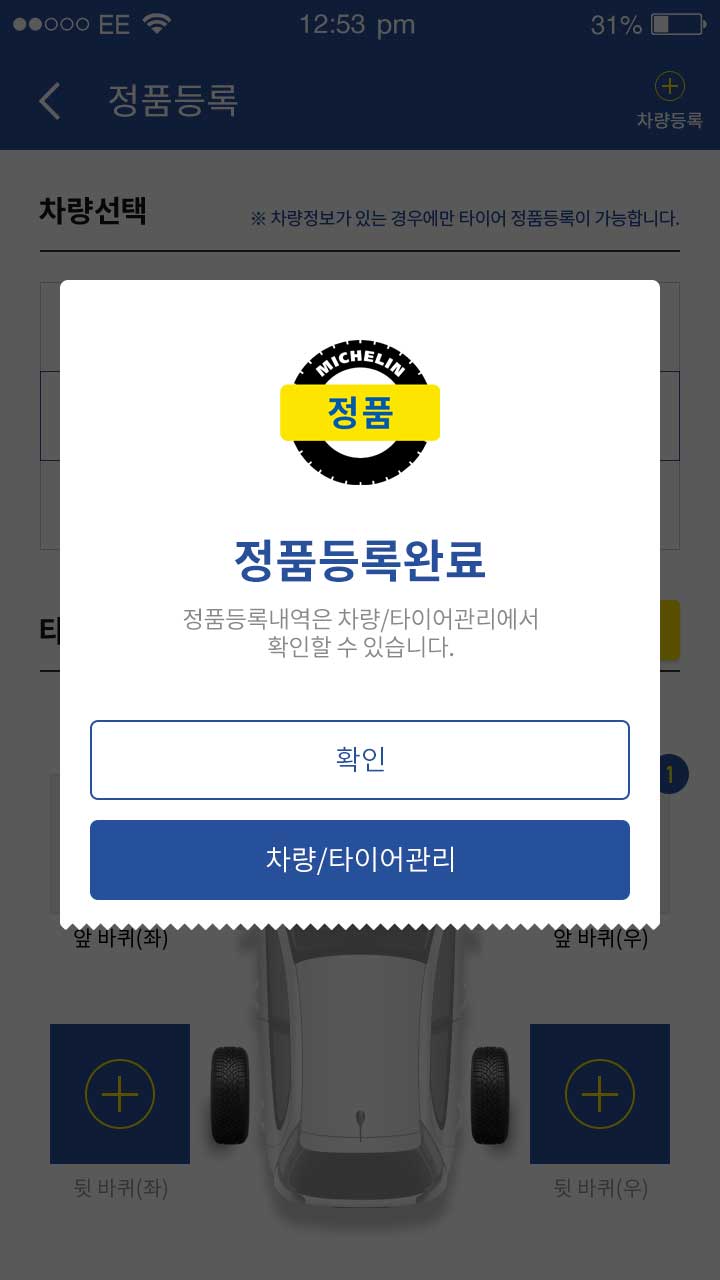 EE 12:53 pm 31%
정품등록
차량등록
차량선택
※ 차량정보가 있는 경우에만 타이어 정품등록이 가능합니다.
MICHELIN
정품
정품등록완료
정품등록내역은 차량/타이어관리에서
확인할 수 있습니다.
확인
1
차량/타이어관리
앞 바퀴(좌) 앞 바퀴(우)
뒷 바퀴(좌) 뒷 바퀴(우)